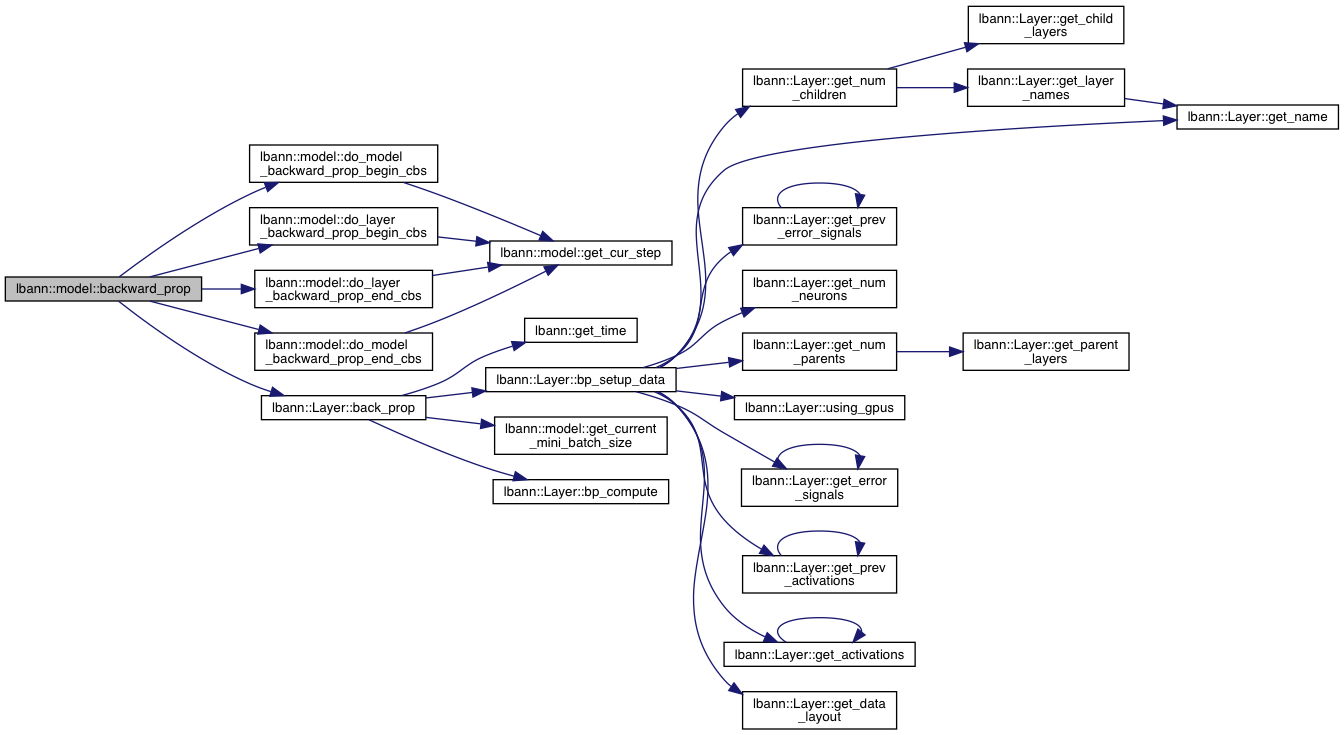 lbann::model::backward_prop
lbann::model::do_model
_backward_prop_begin_cbs
lbann::model::do_layer
_backward_prop_begin_cbs
lbann::model::do_layer
_backward_prop_end_cbs
lbann::model::do_model
_backward_prop_end_cbs
lbann::Layer::back_prop
lbann::model::get_cur_step
lbann::get_time
lbann::Layer::bp_setup_data
lbann::model::get_current
_mini_batch_size
lbann::Layer::bp_compute
lbann::Layer::get_num
_children
lbann::Layer::get_prev
_error_signals
lbann::Layer::get_num
_neurons
lbann::Layer::get_num
_parents
lbann::Layer::using_gpus
lbann::Layer::get_error
_signals
lbann::Layer::get_prev
_activations
lbann::Layer::get_activations
lbann::Layer::get_data
_layout
lbann::Layer::get_child
_layers
lbann::Layer::get_layer
_names
lbann::Layer::get_parent
_layers
lbann::Layer::get_name